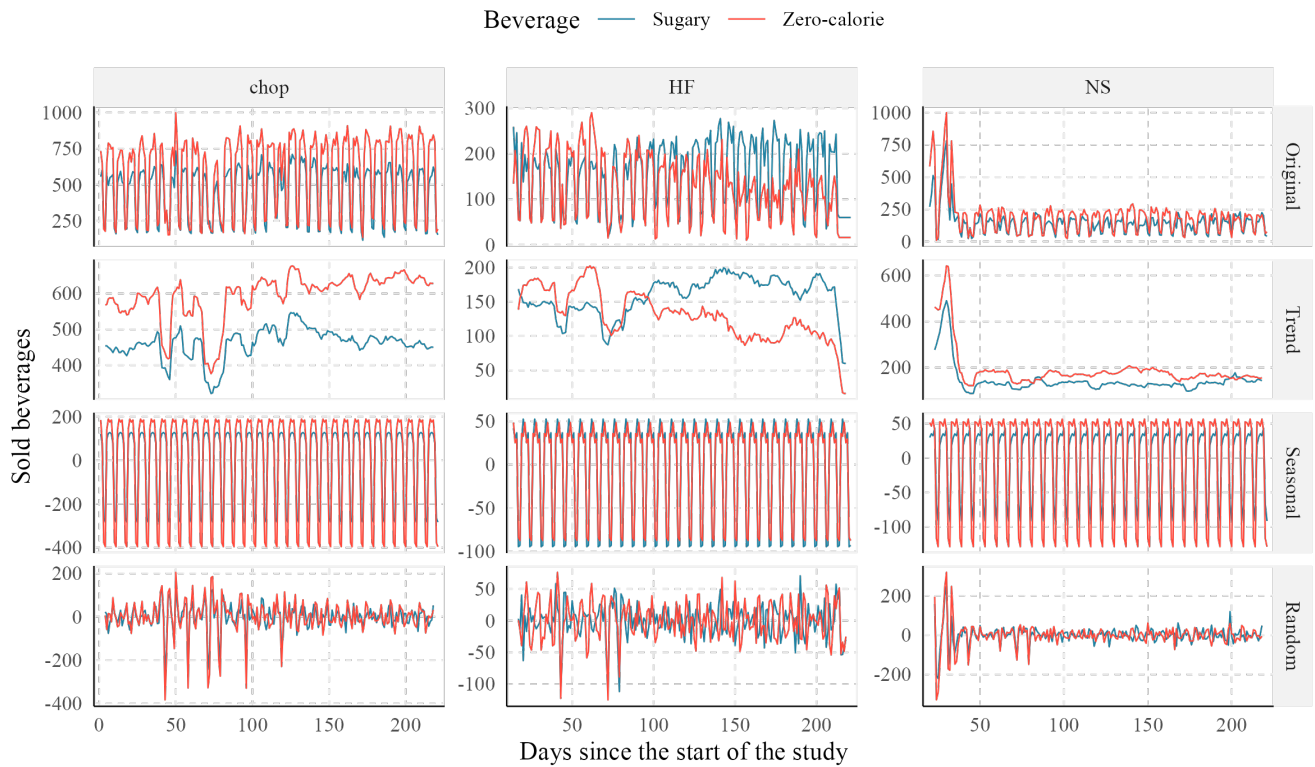 Beverage Sugary Zero-calorie
chop HF NS
1000 750 500 250
300 200 100 0
1000 750 500 250 0
Original
600 500 400
200 150 100 50
600 400 200
Trend
200 0 -200 -400
50 0 -50 -100
50 0 -50 -100
Seasonal
200 0 -200 -400
50 0 -50 -100
200 0 -200
Random
Sold beverages
0 50 100 150 200
50 100 150 200
50 100 150 200
Days since the start of the study